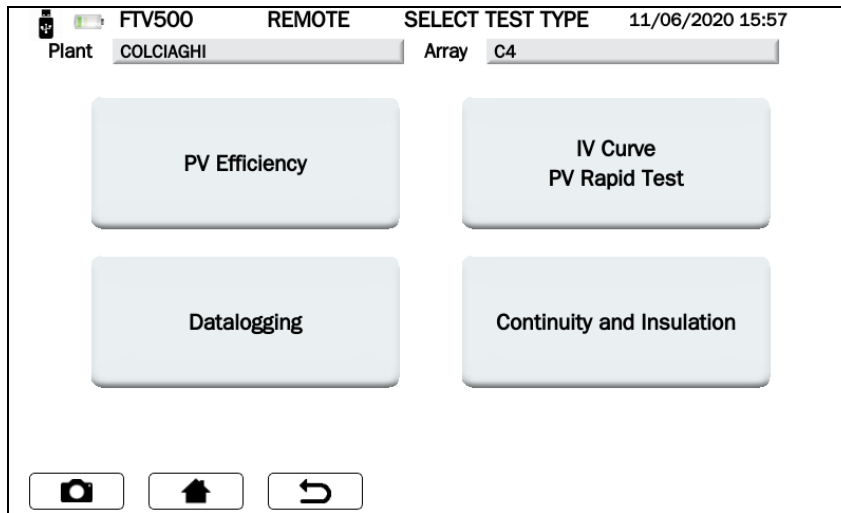 FTV500 REMOTE SELECT TEST TYPE 11/06/2020 15:57
Plant COLCIAGHI Array C4
PV Efficiency
IV Curve
PV Rapid Test
Datalogging
Continuity and Insulation